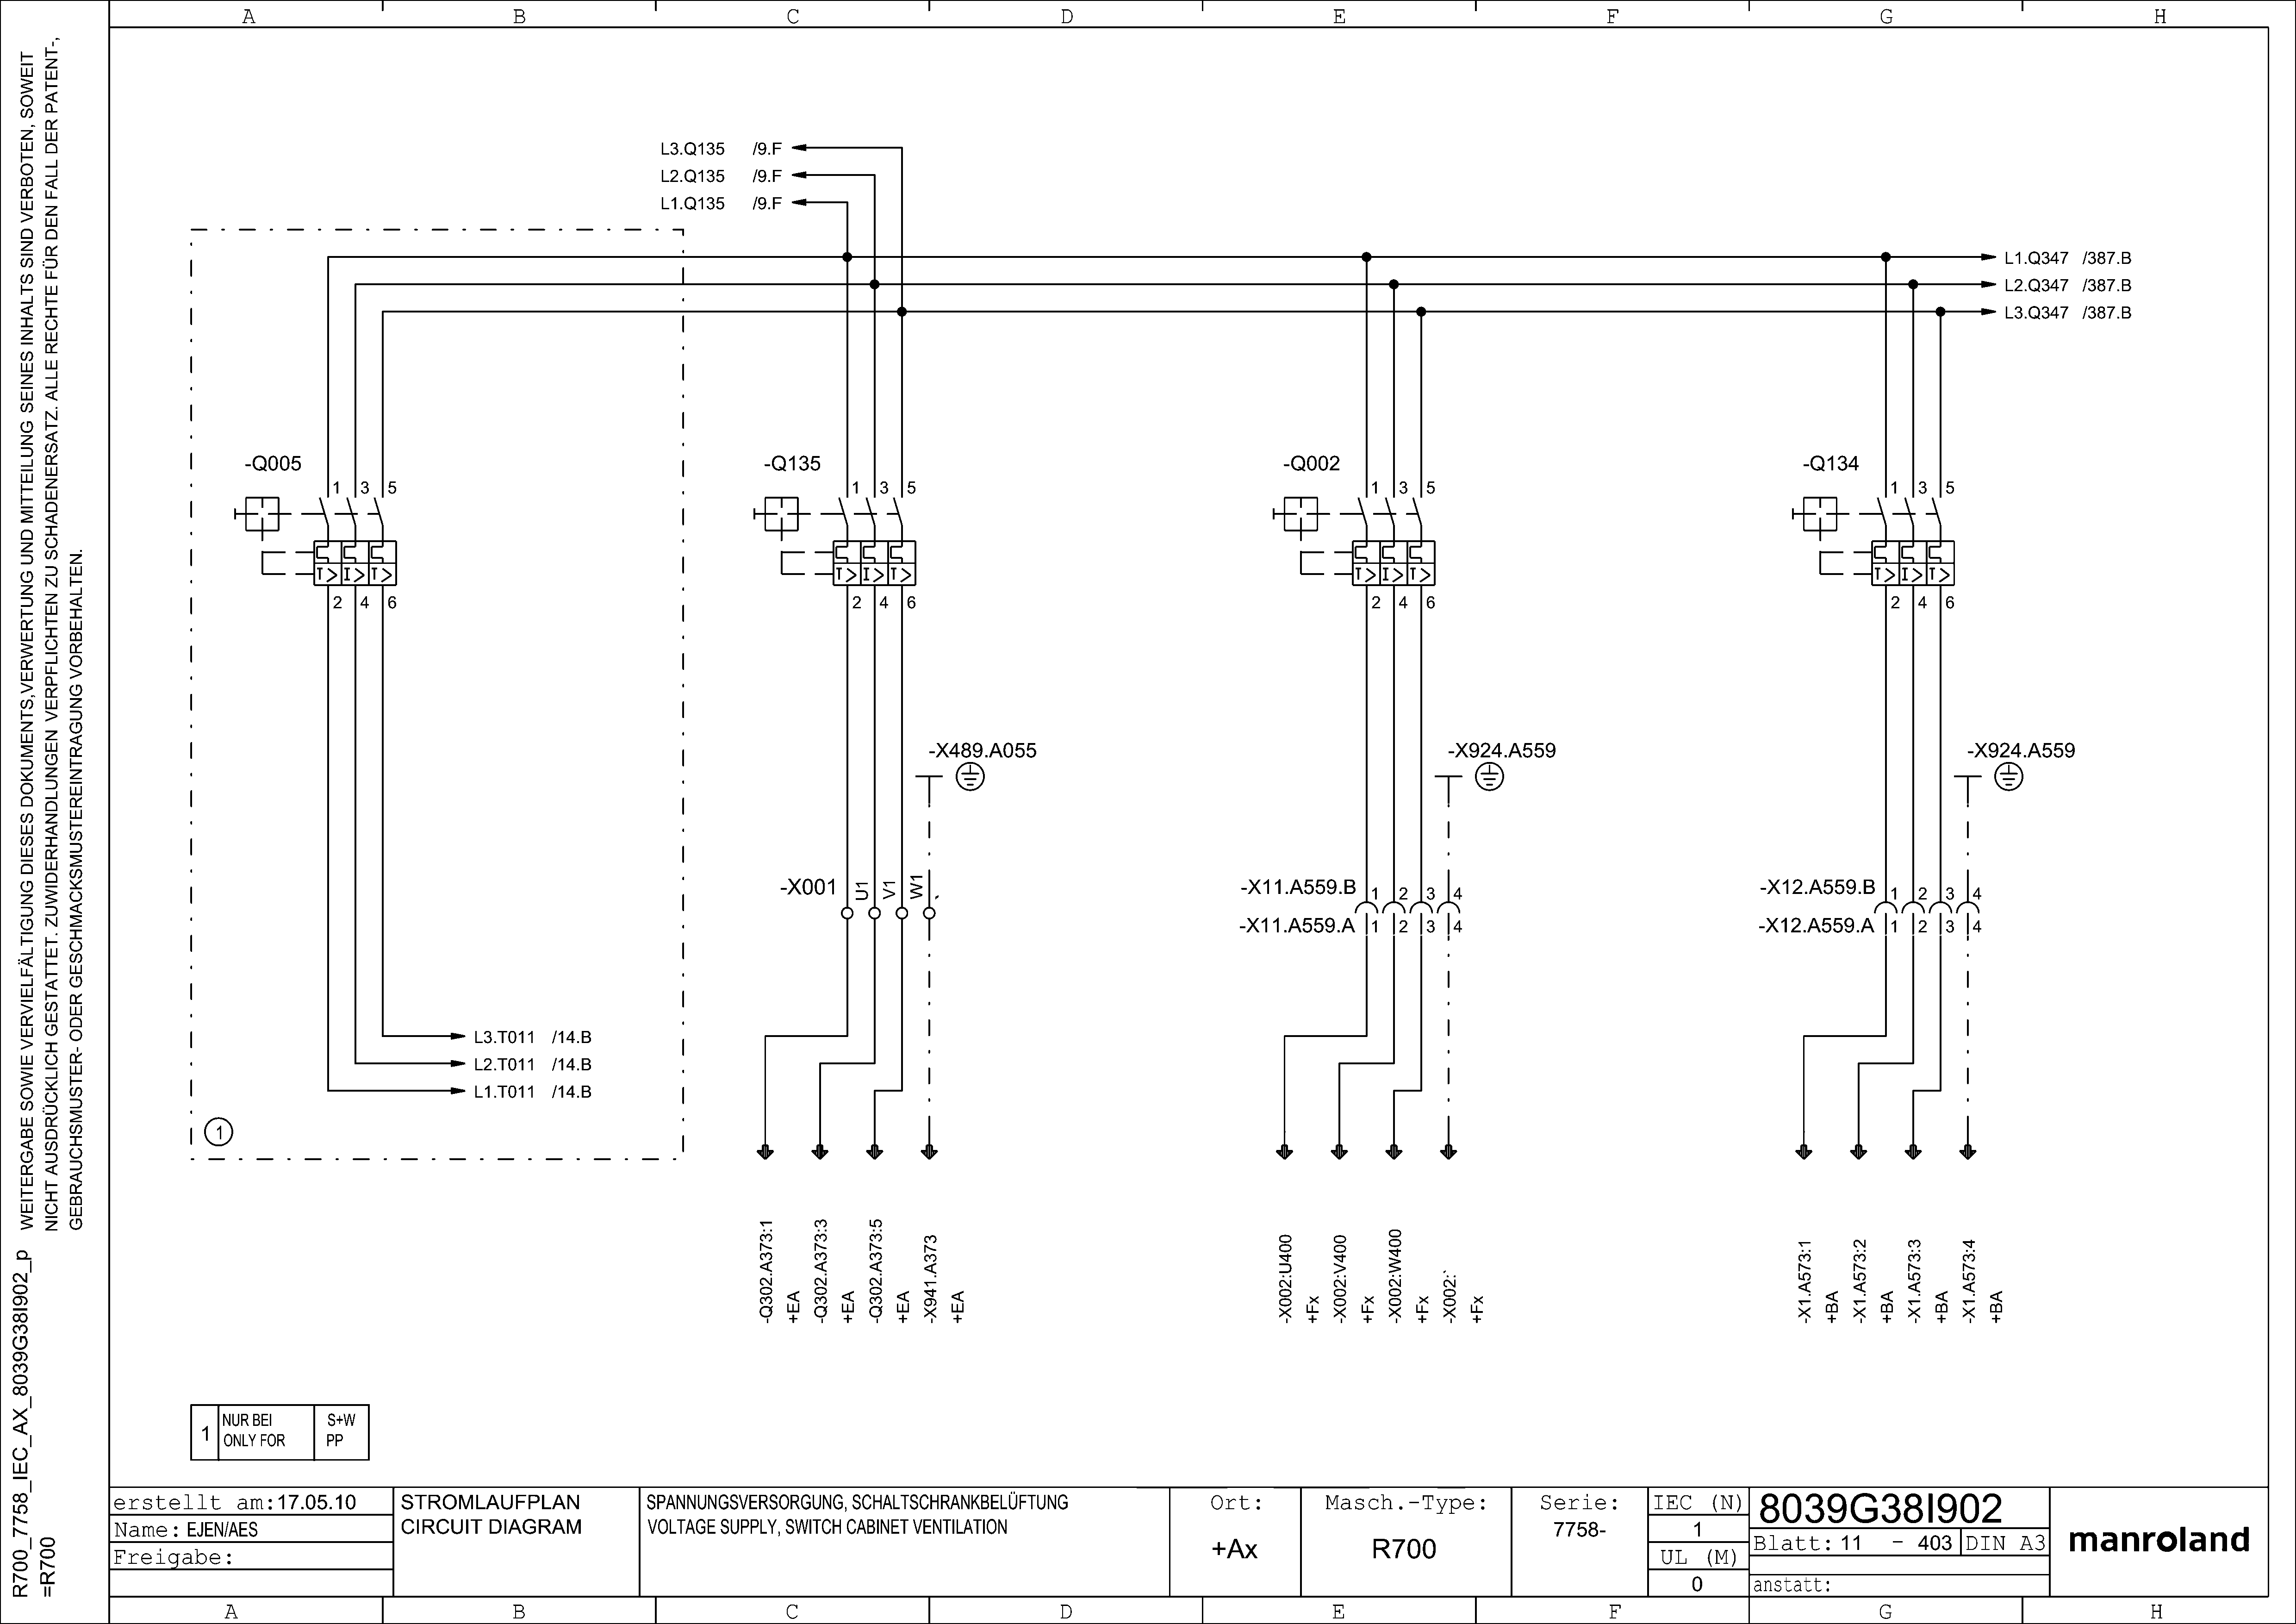 A B C D E F G H
WEITERGABE SOWIE VERVIELFÄLTIGUNG DIESES DOKUMENTS,VERWERTUNG UND MITTEILUNG SEINES INHALTS SIND VERBOTEN, SOWEIT
NICHT AUSDRÜCKLICH GESTATTET. ZUWIDERHANDLUNGEN VERPFLICHTEN ZU SCHADENERSATZ. ALLE RECHTE FÜR DEN FALL DER PATENT-,
GEBRAUCHSMUSTER- ODER GESCHMACKSMUSTEREINTRAGUNG VORBEHALTEN.
R700_7758_IEC_AX_8039G38I902_p
=R700
L3.Q135 /9.F
L2.Q135 /9.F
L1.Q135 /9.F
L1.Q347 /387.B
L2.Q347 /387.B
L3.Q347 /387.B
-Q005 -Q135 -Q002 -Q134
1 3 5 1 3 5 1 3 5 1 3 5
I> I> I> I> I> I> I> I> I> I> I> I>
2 4 6 2 4 6 2 4 6 2 4 6
-X489.A055 -X924.A559 -X924.A559
-X001 U1 V1 W1 -X11.A559.B 1 2 3 4 -X12.A559.B 1 2 3 4
-X11.A559.A 1 2 3 4 -X12.A559.A 1 2 3 4
L3.T011 /14.B
L2.T011 /14.B
L1.T011 /14.B
1
-Q302.A373:1
+EA
-Q302.A373:3
+EA
-Q302.A373:5
+EA
-X941.A373
+EA
-X002:U400
+Fx
-X002:V400
+Fx
-X002:W400
+Fx
-X002:`
+Fx
-X1.A573:1
+BA
-X1.A573:2
+BA
-X1.A573:3
+BA
-X1.A573:4
+BA
1 NUR BEI S+W
ONLY FOR PP
erstellt am:17.05.10
Name: EJEN/AES
Freigabe:
STROMLAUFPLAN
CIRCUIT DIAGRAM
SPANNUNGSVERSORGUNG, SCHALTSCHRANKBELÜFTUNG
VOLTAGE SUPPLY, SWITCH CABINET VENTILATION
Ort:
+Ax
Masch.-Type:
R700
Serie:
7758-
IEC (N)
1
UL (M)
0
8039G38I902
Blatt: 11 - 403 DIN A3
anstatt:
manroland
A B C D E F G H